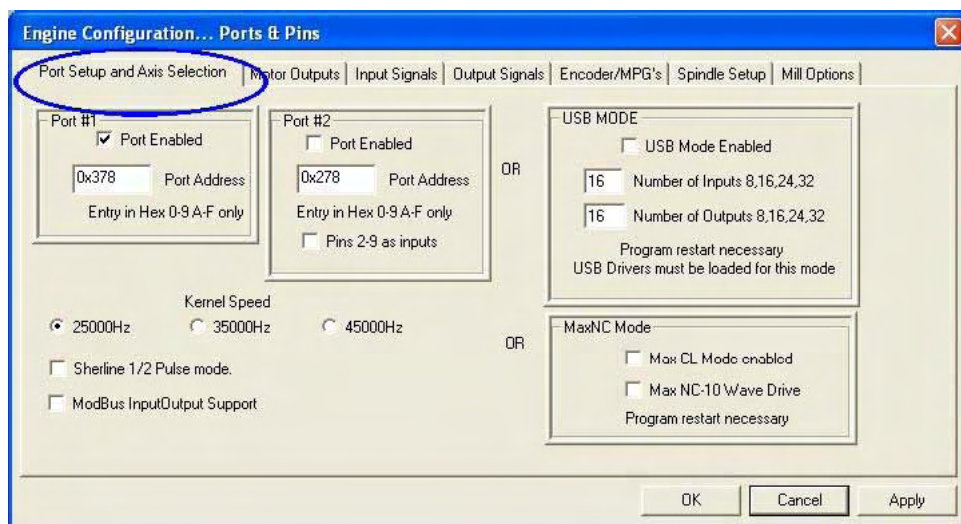 Engine Configuration... Ports & Pins
Port Setup and Axis Selection
Motor Outputs
Input Signals
Output Signals
Encoder/MPG's
Spindle Setup
Mill Options
Port #1
Port Enabled
0x378 Port Address
Entry in Hex 0-9 A-F only
Port #2
Port Enabled
0x278 Port Address
Entry in Hex 0-9 A-F only
Pins 2-9 as inputs
OR
USB MODE
USB Mode Enabled
16 Number of Inputs 8,16,24,32
16 Number of Outputs 8,16,24,32
Program restart necessary
USB Drivers must be loaded for this mode
Kernel Speed
25000Hz 35000Hz 45000Hz
Sherline 1/2 Pulse mode.
ModBus InputOutput Support
OR
MaxNC Mode
Max CL Mode enabled
Max NC-10 Wave Drive
Program restart necessary
OK
Cancel
Apply